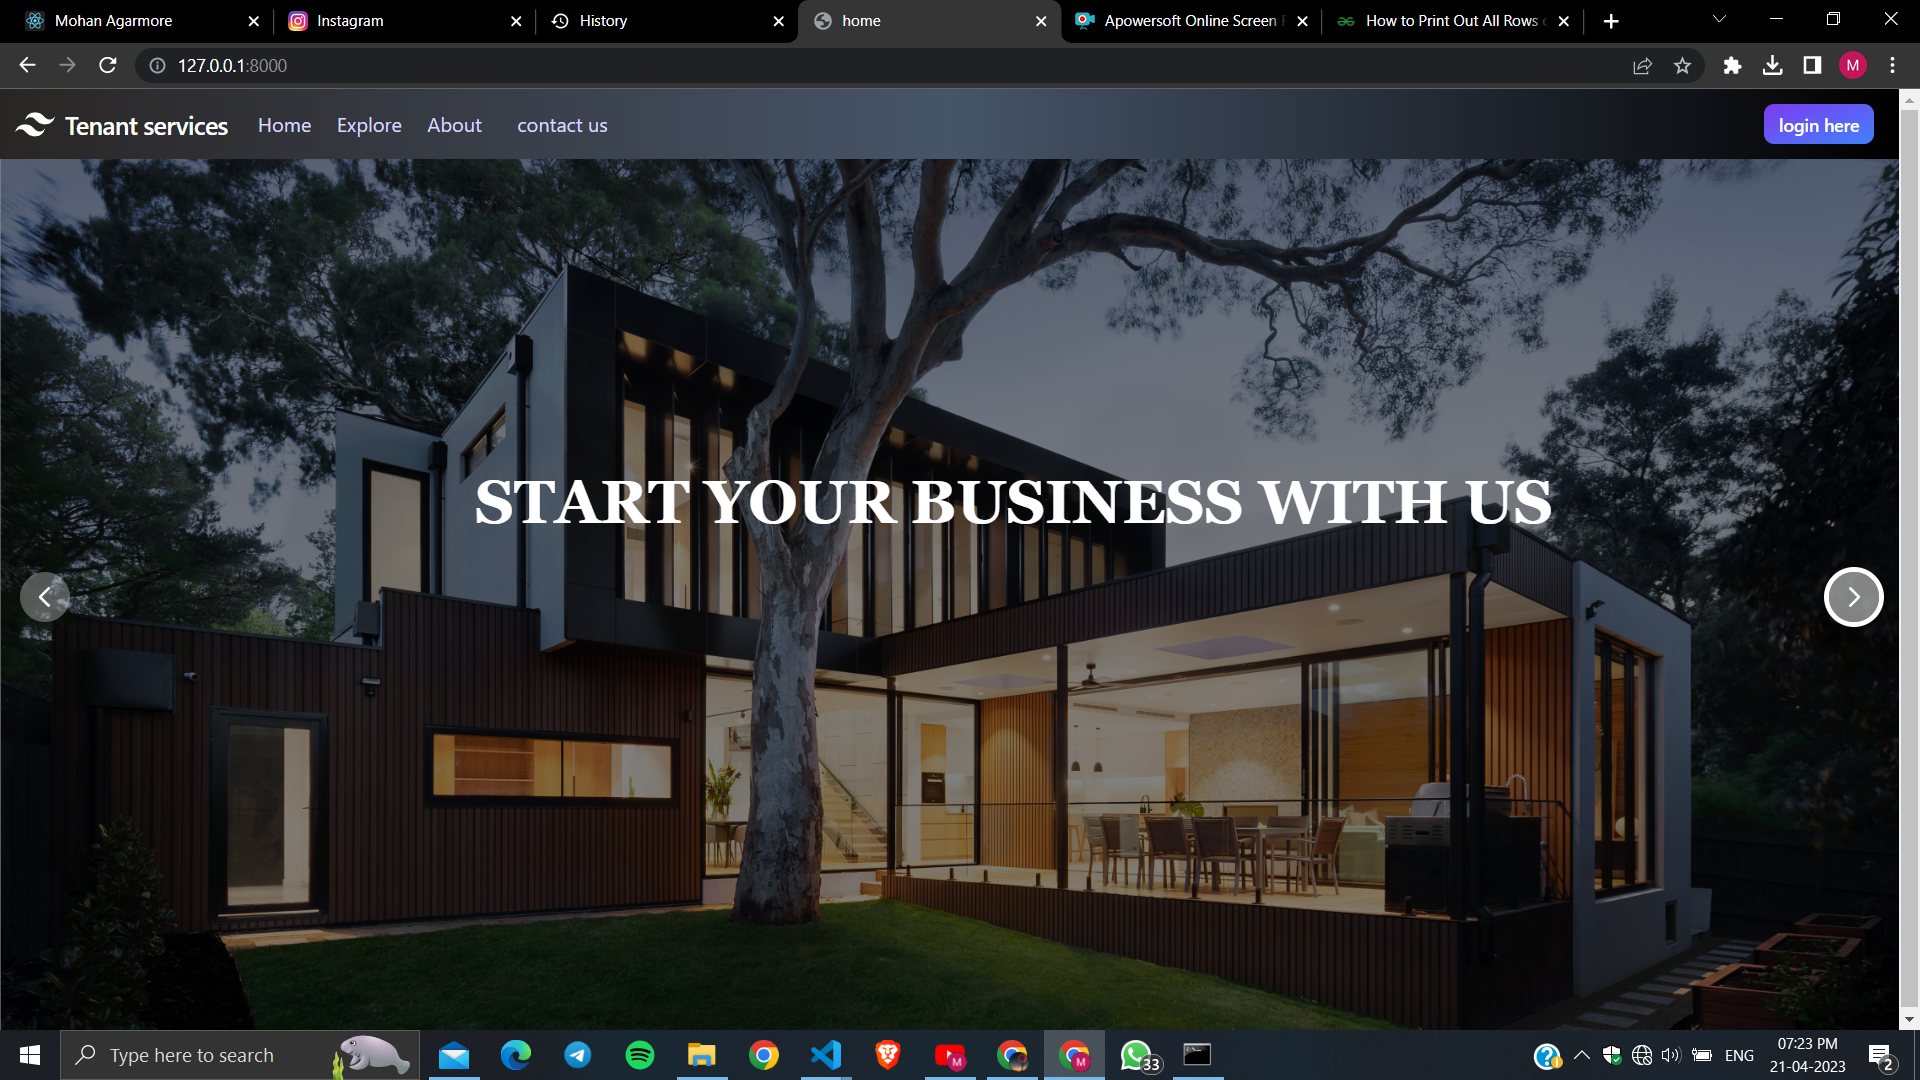 Mohan Agarmore
Instagram
History
home
Apowersoft Online Screen
How to Print Out All Rows
127.0.0.1:8000
M
Tenant services
Home
Explore
About
contact us
login here
START YOUR BUSINESS WITH US
Type here to search
M
M
33
ENG
07:23 PM
21-04-2023
2